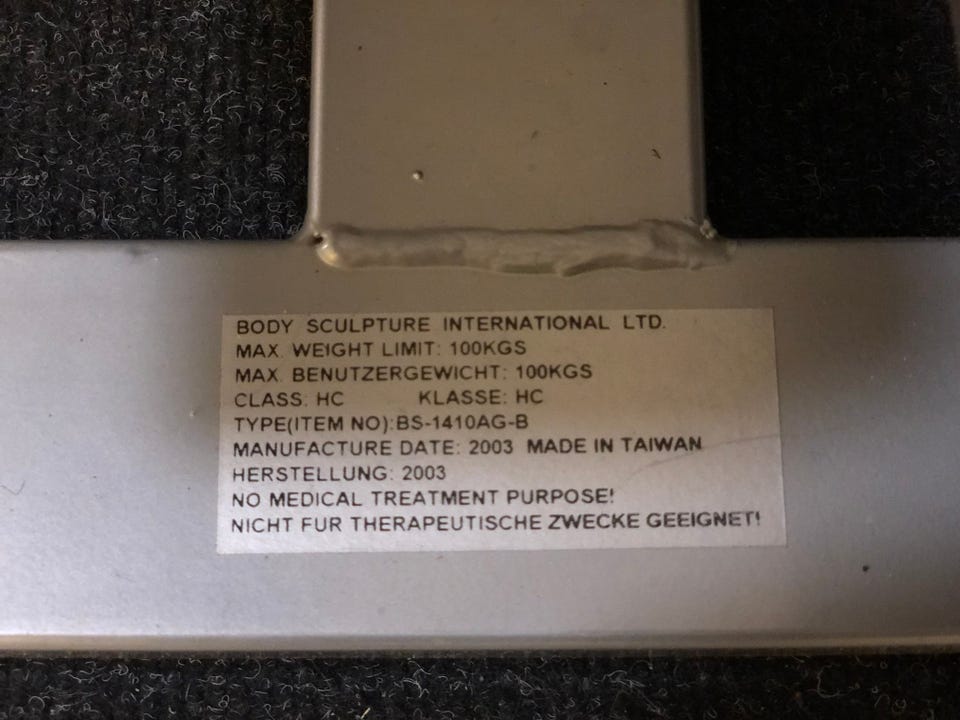 BODY SCULPTURE INTERNATIONAL LTD.
MAX. WEIGHT LIMIT: 100KGS
MAX. BENUTZERGEWICHT: 100KGS
CLASS: HC KLASSE: HC
TYPE(ITEM NO):BS-1410AG-B
MANUFACTURE DATE: 2003 MADE IN TAIWAN
HERSTELLUNG: 2003
NO MEDICAL TREATMENT PURPOSE!
NICHT FUR THERAPEUTISCHE ZWECKE GEEIGNET!